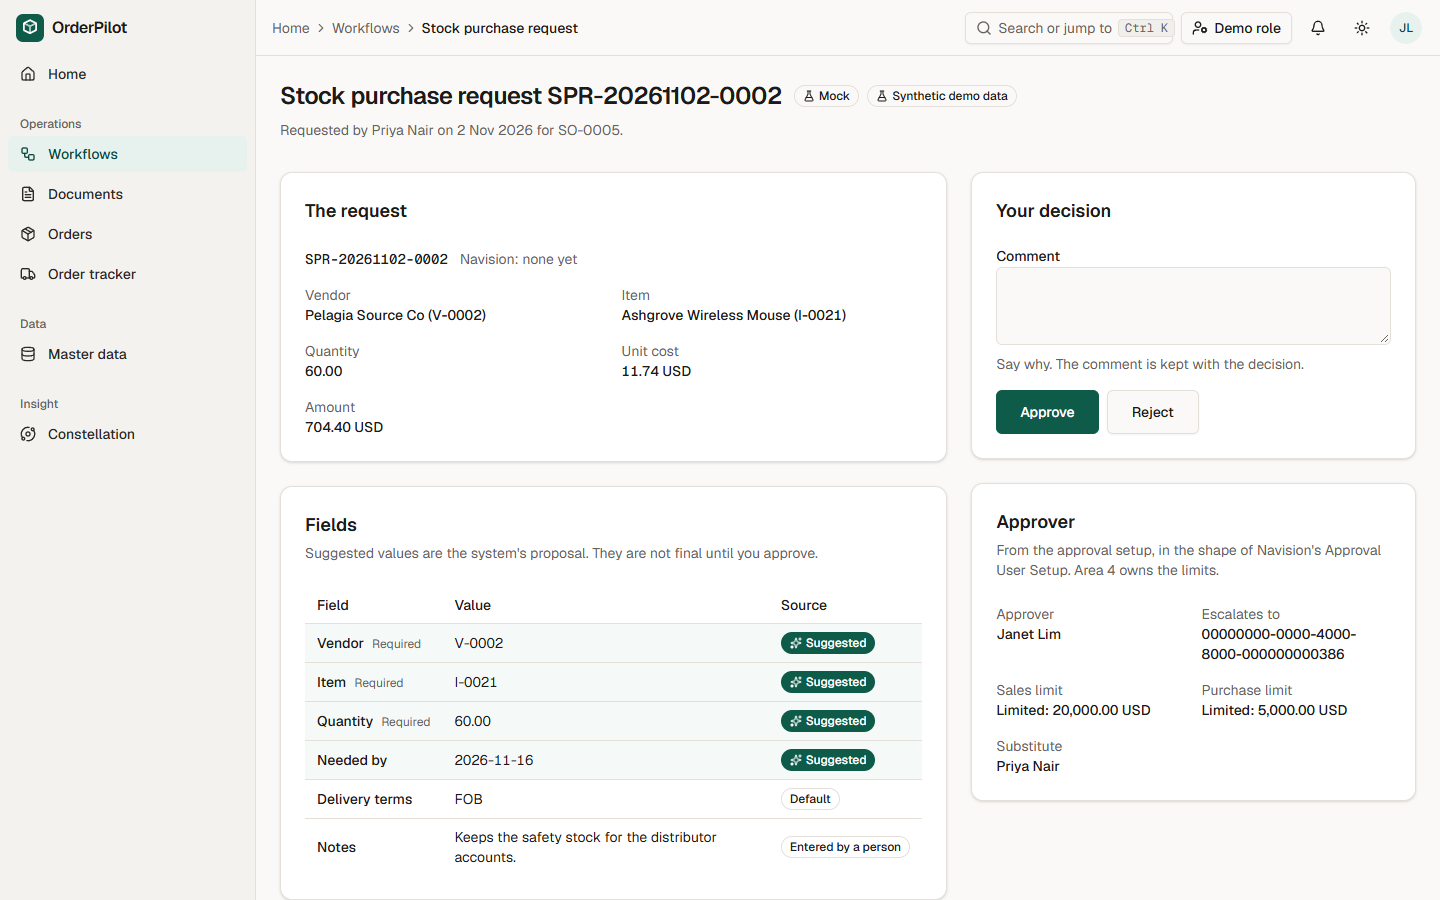 OrderPilot
Home
Operations
Workflows
Documents
Orders
Order tracker
Data
Master data
Insight
Constellation
Home > Workflows > Stock purchase request
Search or jump to Ctrl K
Demo role
JL
Stock purchase request SPR-20261102-0002
Mock
Synthetic demo data
Requested by Priya Nair on 2 Nov 2026 for SO-0005.
The request
SPR-20261102-0002 Navision: none yet
Vendor
Pelagia Source Co (V-0002)
Item
Ashgrove Wireless Mouse (I-0021)
Quantity
60.00
Unit cost
11.74 USD
Amount
704.40 USD
Fields
Suggested values are the system's proposal. They are not final until you approve.
Field Value Source
Vendor Required V-0002 Suggested
Item Required I-0021 Suggested
Quantity Required 60.00 Suggested
Needed by 2026-11-16 Suggested
Delivery terms FOB Default
Notes Keeps the safety stock for the distributor
accounts. Entered by a person
Your decision
Comment
Say why. The comment is kept with the decision.
Approve
Reject
Approver
From the approval setup, in the shape of Navision's Approval
User Setup. Area 4 owns the limits.
Approver
Janet Lim
Escalates to
00000000-0000-4000-
8000-000000000386
Sales limit
Limited: 20,000.00 USD
Purchase limit
Limited: 5,000.00 USD
Substitute
Priya Nair